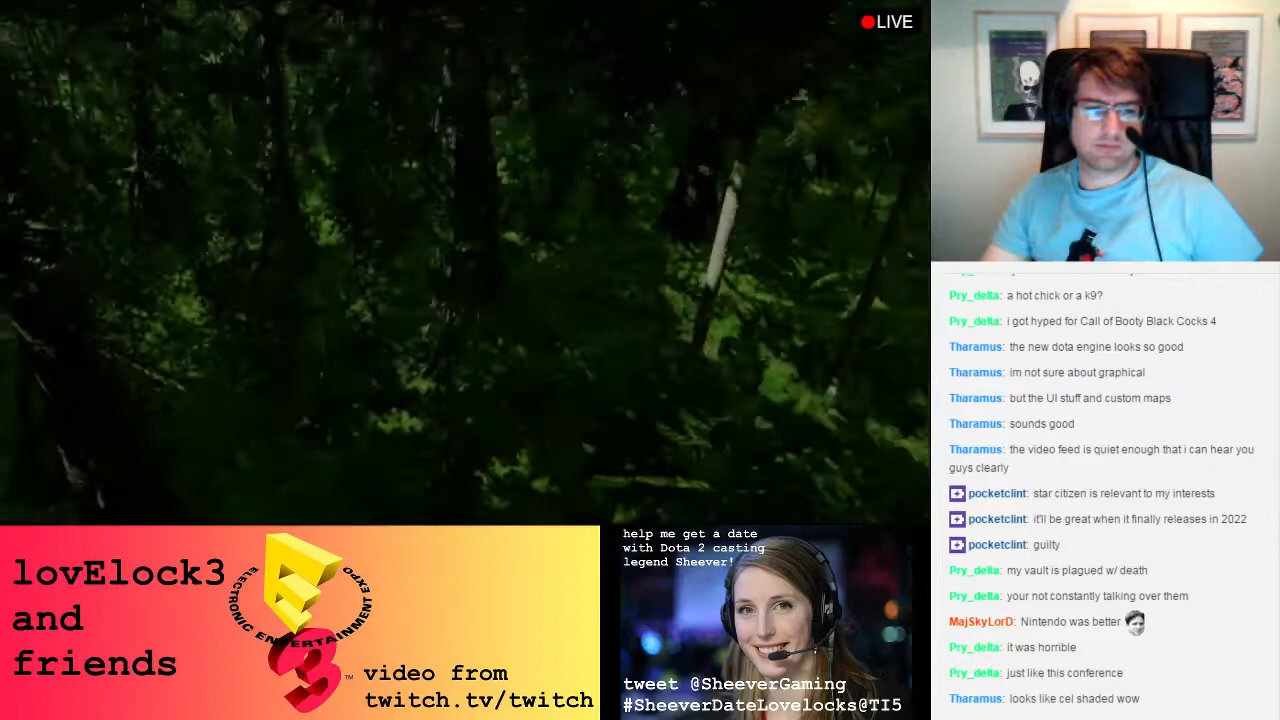 LIVE
Pry_delta: a hot chick or a k9?
Pry_delta: i got hyped for Call of Booty Black Cocks 4
Tharamus: the new dota engine looks so good
Tharamus: im not sure about graphical
Tharamus: but the UI stuff and custom maps
Tharamus: sounds good
Tharamus: the video feed is quiet enough that i can hear you
guys clearly
pocketclint: star citizen is relevant to my interests
pocketclint: it'll be great when it finally releases in 2022
pocketclint: guilty
Pry_delta: my vault is plagued w/ death
Pry_delta: your not constantly talking over them
MajSkyLorD: Nintendo was better
Pry_delta: it was horrible
Pry_delta: just like this conference
Tharamus: looks like cel shaded wow
lovElock3
and
friends
E3
ELECTRONIC ENTERTAINMENT EXPO
TM
video from
twitch.tv/twitch
help me get a date
with Dota 2 casting
legend Sheever!
tweet @SheeverGaming
#SheeverDateLovelocks@TI5